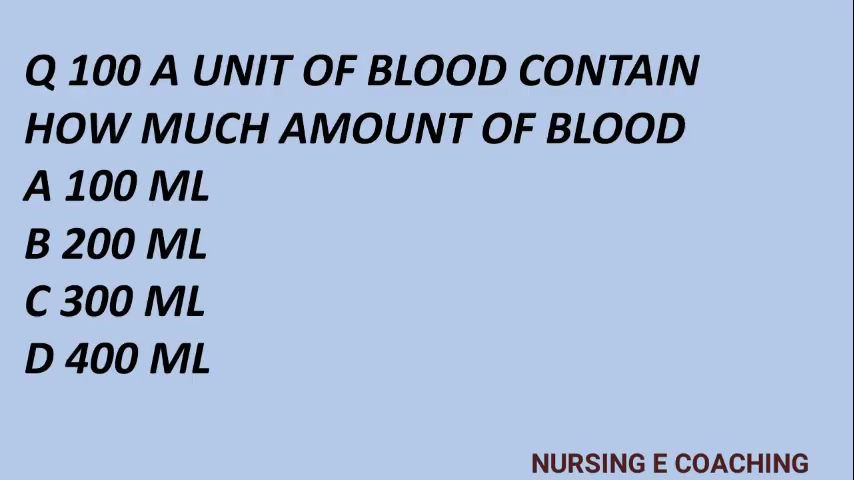 Q 100 A UNIT OF BLOOD CONTAIN
HOW MUCH AMOUNT OF BLOOD
A 100 ML
B 200 ML
C 300 ML
D 400 ML
NURSING E COACHING